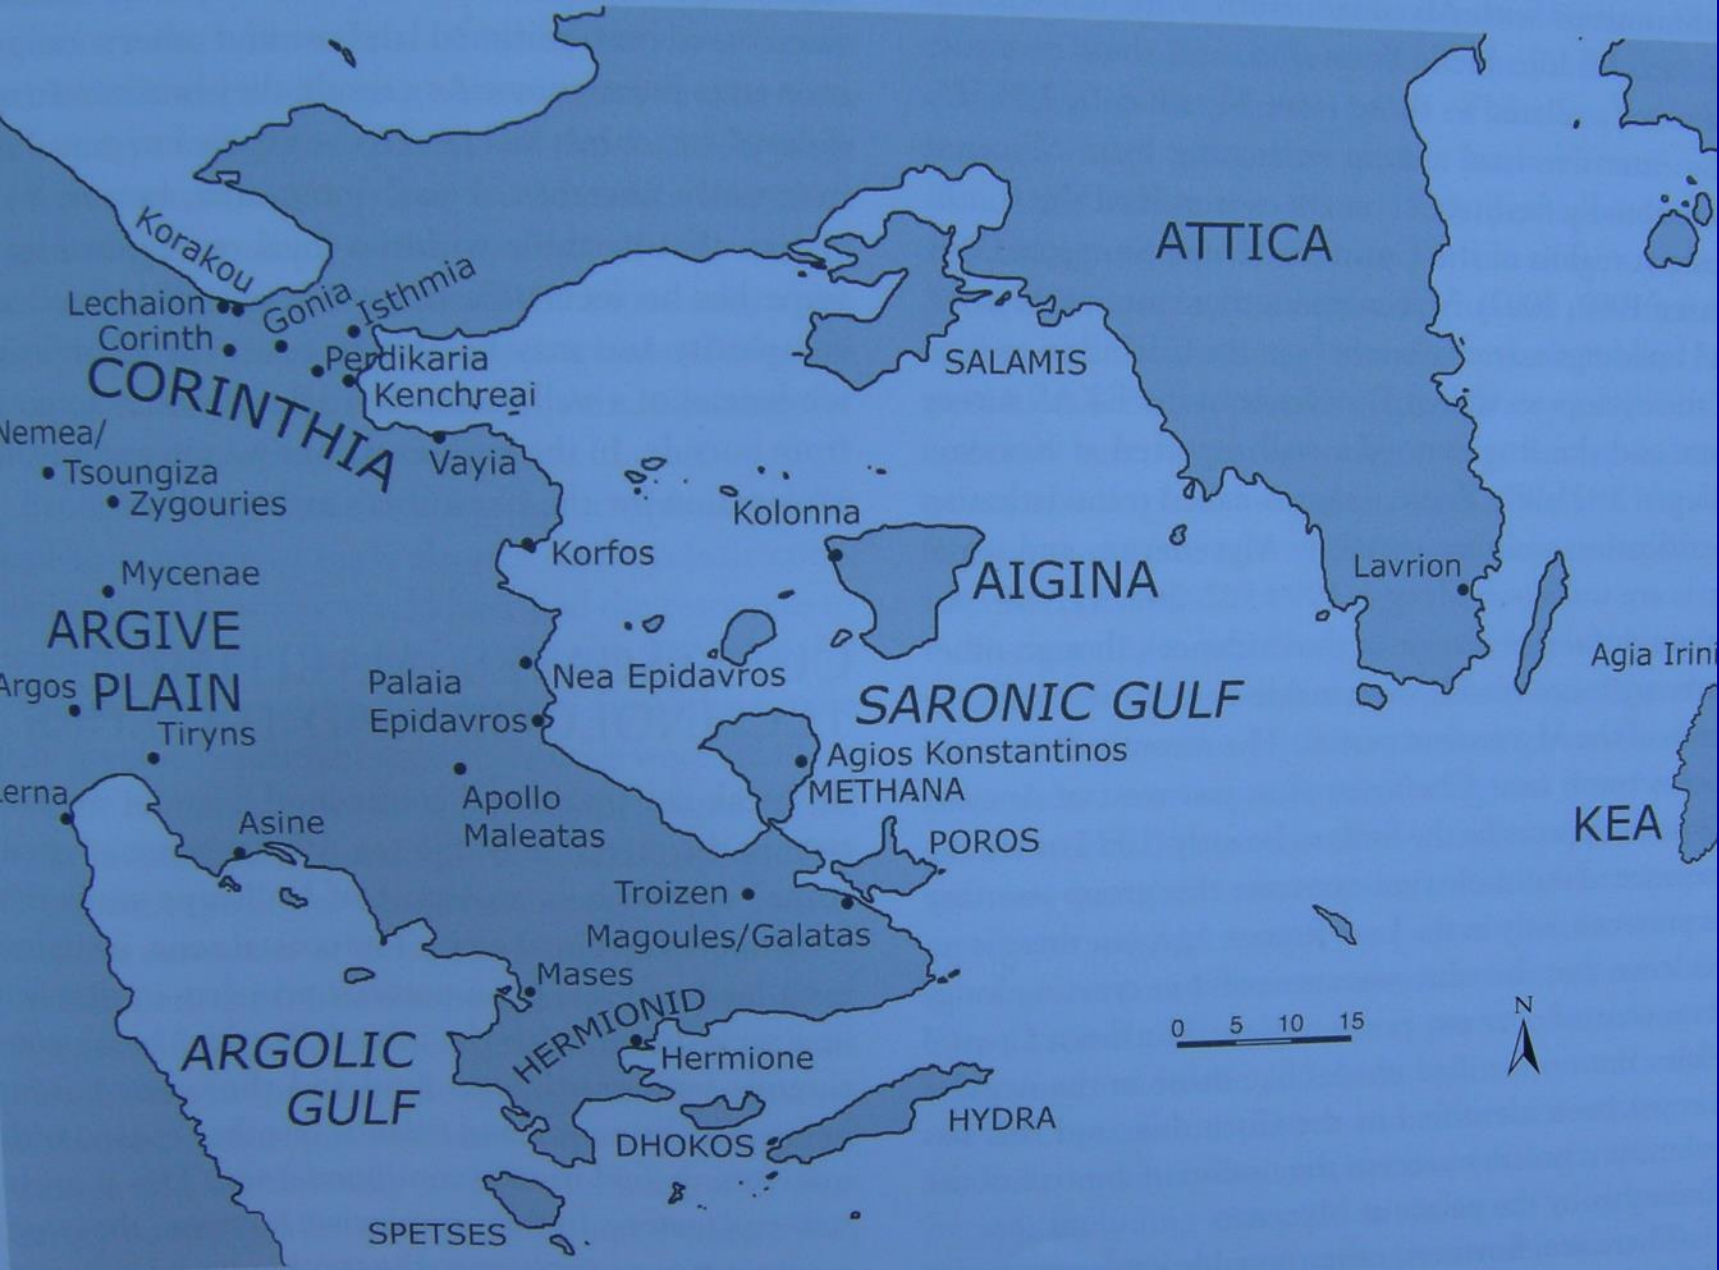 Korakou
ATTICA
Lechaion
Gonia
Isthmia
Corinth
Perdikaria
SALAMIS
CORINTHIA
Kenchreai
Nemea/
Tsoungiza
Vayia
Zygouries
Kolonna
Korfos
Mycenae
AIGINA
Lavrion
ARGIVE
PLAIN
Argos
Palaia
Epidavros
Nea Epidavros
SARONIC GULF
Agia Irini
Tiryns
Agios Konstantinos
METHANA
Apollo
Maleatas
Asine
POROS
KEA
Troizen
Magoules/Galatas
Mases
HERMIONID
Hermione
ARGOLIC
GULF
0 5 10 15
N
HYDRA
DHOKOS
SPETSES